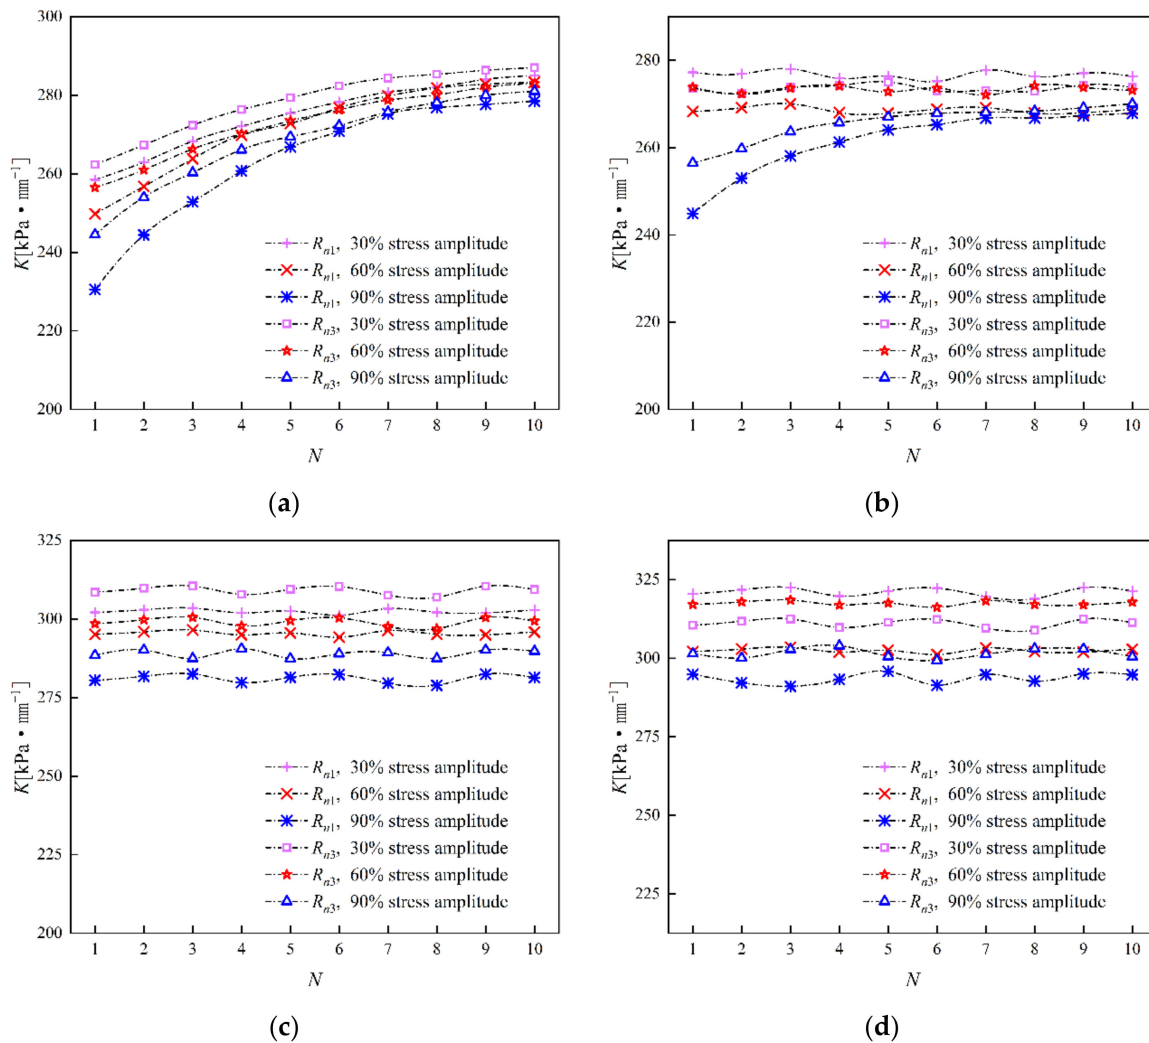 300
280
260
240
220
200
K[kPa·mm⁻¹]
Rn1, 30% stress amplitude
Rn1, 60% stress amplitude
Rn1, 90% stress amplitude
Rn3, 30% stress amplitude
Rn3, 60% stress amplitude
Rn3, 90% stress amplitude
1 2 3 4 5 6 7 8 9 10
N
(a)
280
260
240
220
200
K[kPa·mm⁻¹]
Rn1, 30% stress amplitude
Rn1, 60% stress amplitude
Rn1, 90% stress amplitude
Rn3, 30% stress amplitude
Rn3, 60% stress amplitude
Rn3, 90% stress amplitude
1 2 3 4 5 6 7 8 9 10
N
(b)
325
300
275
250
225
200
K[kPa·mm⁻¹]
Rn1, 30% stress amplitude
Rn1, 60% stress amplitude
Rn1, 90% stress amplitude
Rn3, 30% stress amplitude
Rn3, 60% stress amplitude
Rn3, 90% stress amplitude
1 2 3 4 5 6 7 8 9 10
N
(c)
325
300
275
250
225
K[kPa·mm⁻¹]
Rn1, 30% stress amplitude
Rn1, 60% stress amplitude
Rn1, 90% stress amplitude
Rn3, 30% stress amplitude
Rn3, 60% stress amplitude
Rn3, 90% stress amplitude
1 2 3 4 5 6 7 8 9 10
N
(d)